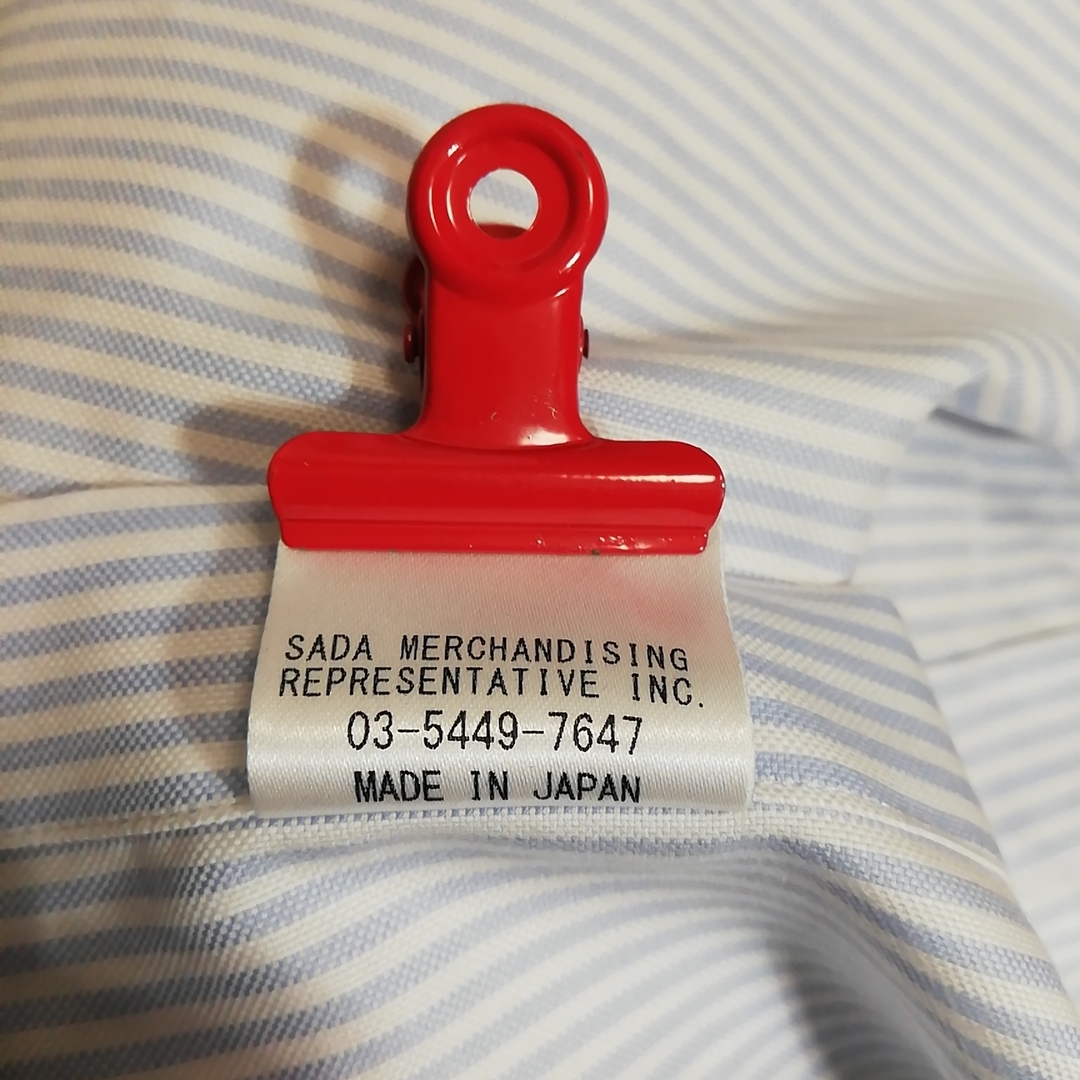 SADA MERCHANDISING
REPRESENTATIVE INC.
03-5449-7647
MADE IN JAPAN